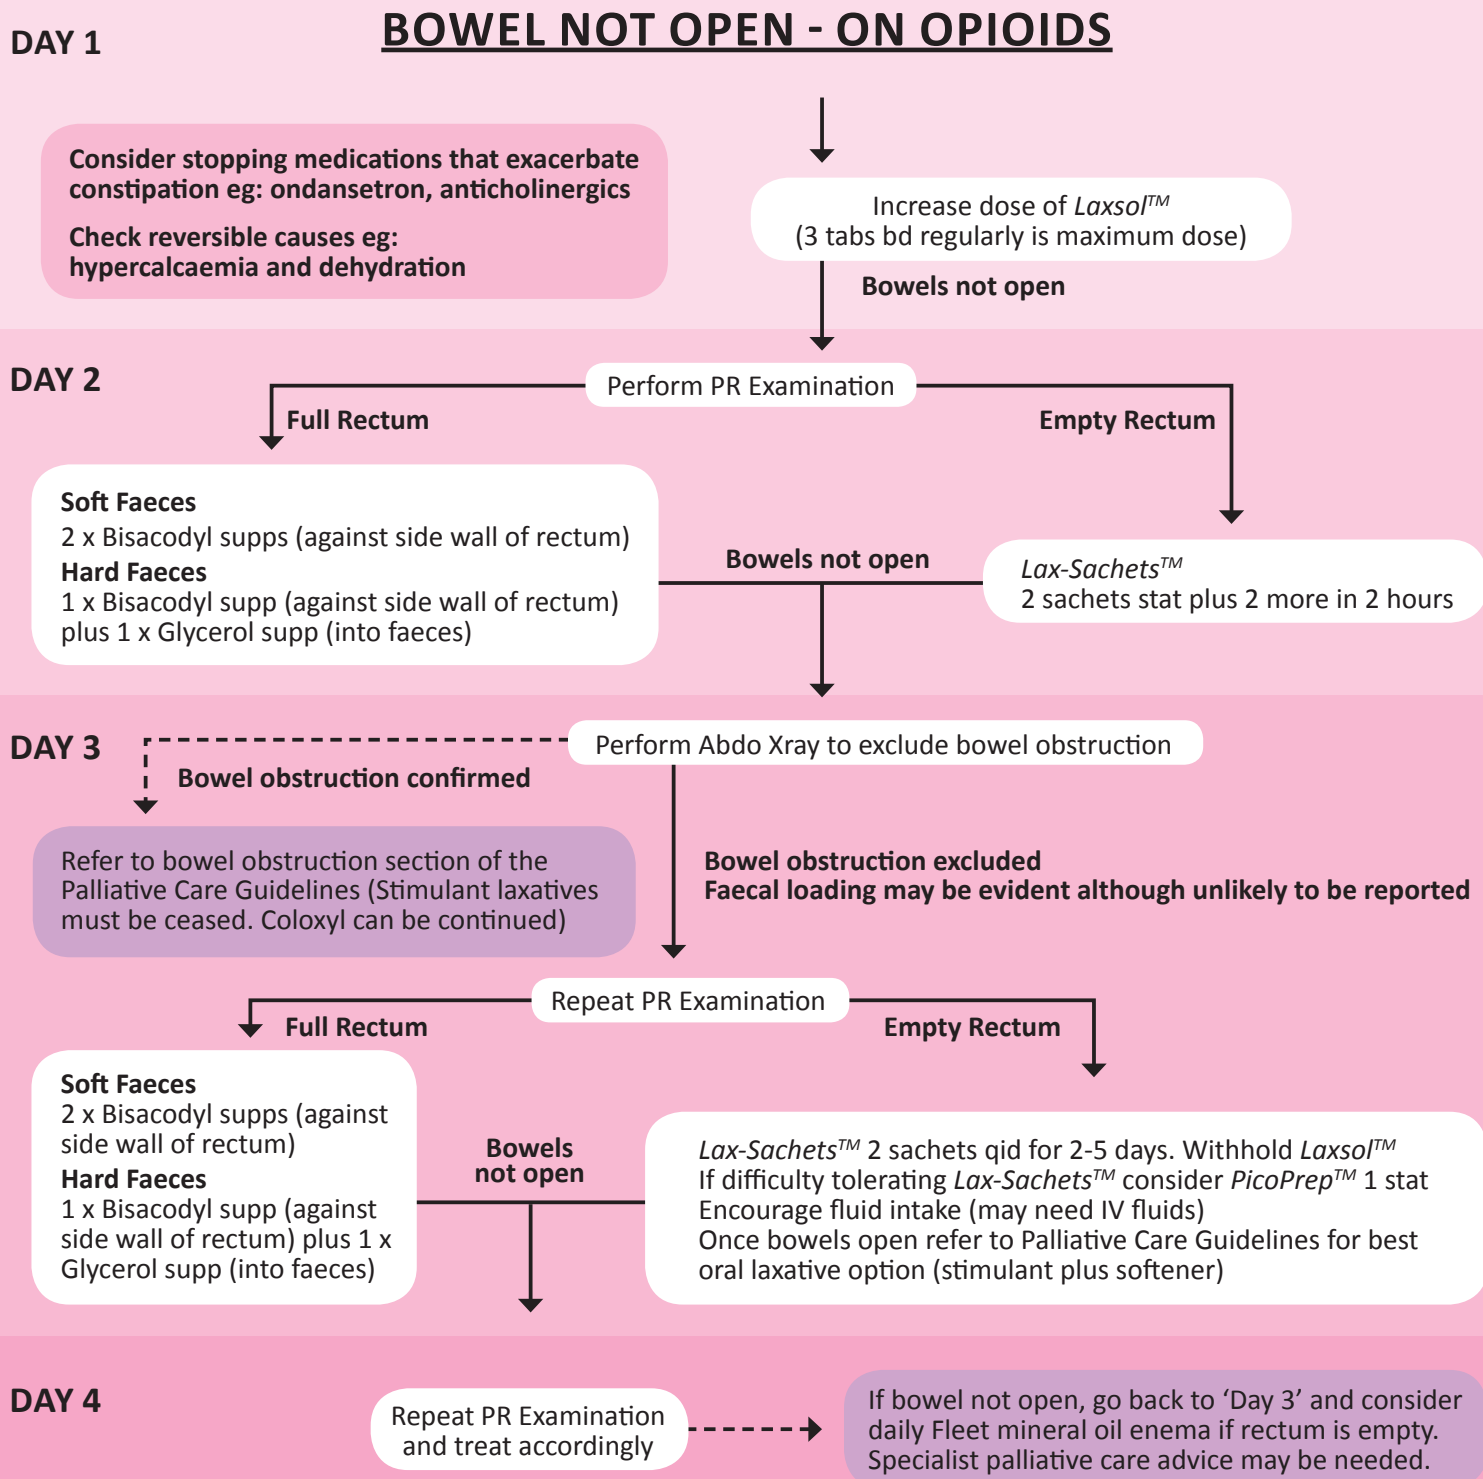 BOWEL NOT OPEN - ON OPIOIDS
DAY 1
Consider stopping medications that exacerbate
constipation eg: ondansetron, anticholinergics
Check reversible causes eg:
hypercalcaemia and dehydration
Increase dose of Laxsol™
(3 tabs bd regularly is maximum dose)
Bowels not open
DAY 2
Perform PR Examination
Full Rectum
Empty Rectum
Soft Faeces
2 x Bisacodyl supps (against side wall of rectum)
Hard Faeces
1 x Bisacodyl supp (against side wall of rectum)
plus 1 x Glycerol supp (into faeces)
Bowels not open
Lax-Sachets™
2 sachets stat plus 2 more in 2 hours
DAY 3
Perform Abdo Xray to exclude bowel obstruction
Bowel obstruction confirmed
Refer to bowel obstruction section of the
Palliative Care Guidelines (Stimulant laxatives
must be ceased. Coloxyl can be continued)
Bowel obstruction excluded
Faecal loading may be evident although unlikely to be reported
Repeat PR Examination
Full Rectum
Empty Rectum
Soft Faeces
2 x Bisacodyl supps (against
side wall of rectum)
Hard Faeces
1 x Bisacodyl supp (against
side wall of rectum) plus 1 x
Glycerol supp (into faeces)
Bowels
not open
Lax-Sachets™ 2 sachets qid for 2-5 days. Withhold Laxsol™
If difficulty tolerating Lax-Sachets™ consider PicoPrep™ 1 stat
Encourage fluid intake (may need IV fluids)
Once bowels open refer to Palliative Care Guidelines for best
oral laxative option (stimulant plus softener)
DAY 4
Repeat PR Examination
and treat accordingly
If bowel not open, go back to ‘Day 3’ and consider
daily Fleet mineral oil enema if rectum is empty.
Specialist palliative care advice may be needed.